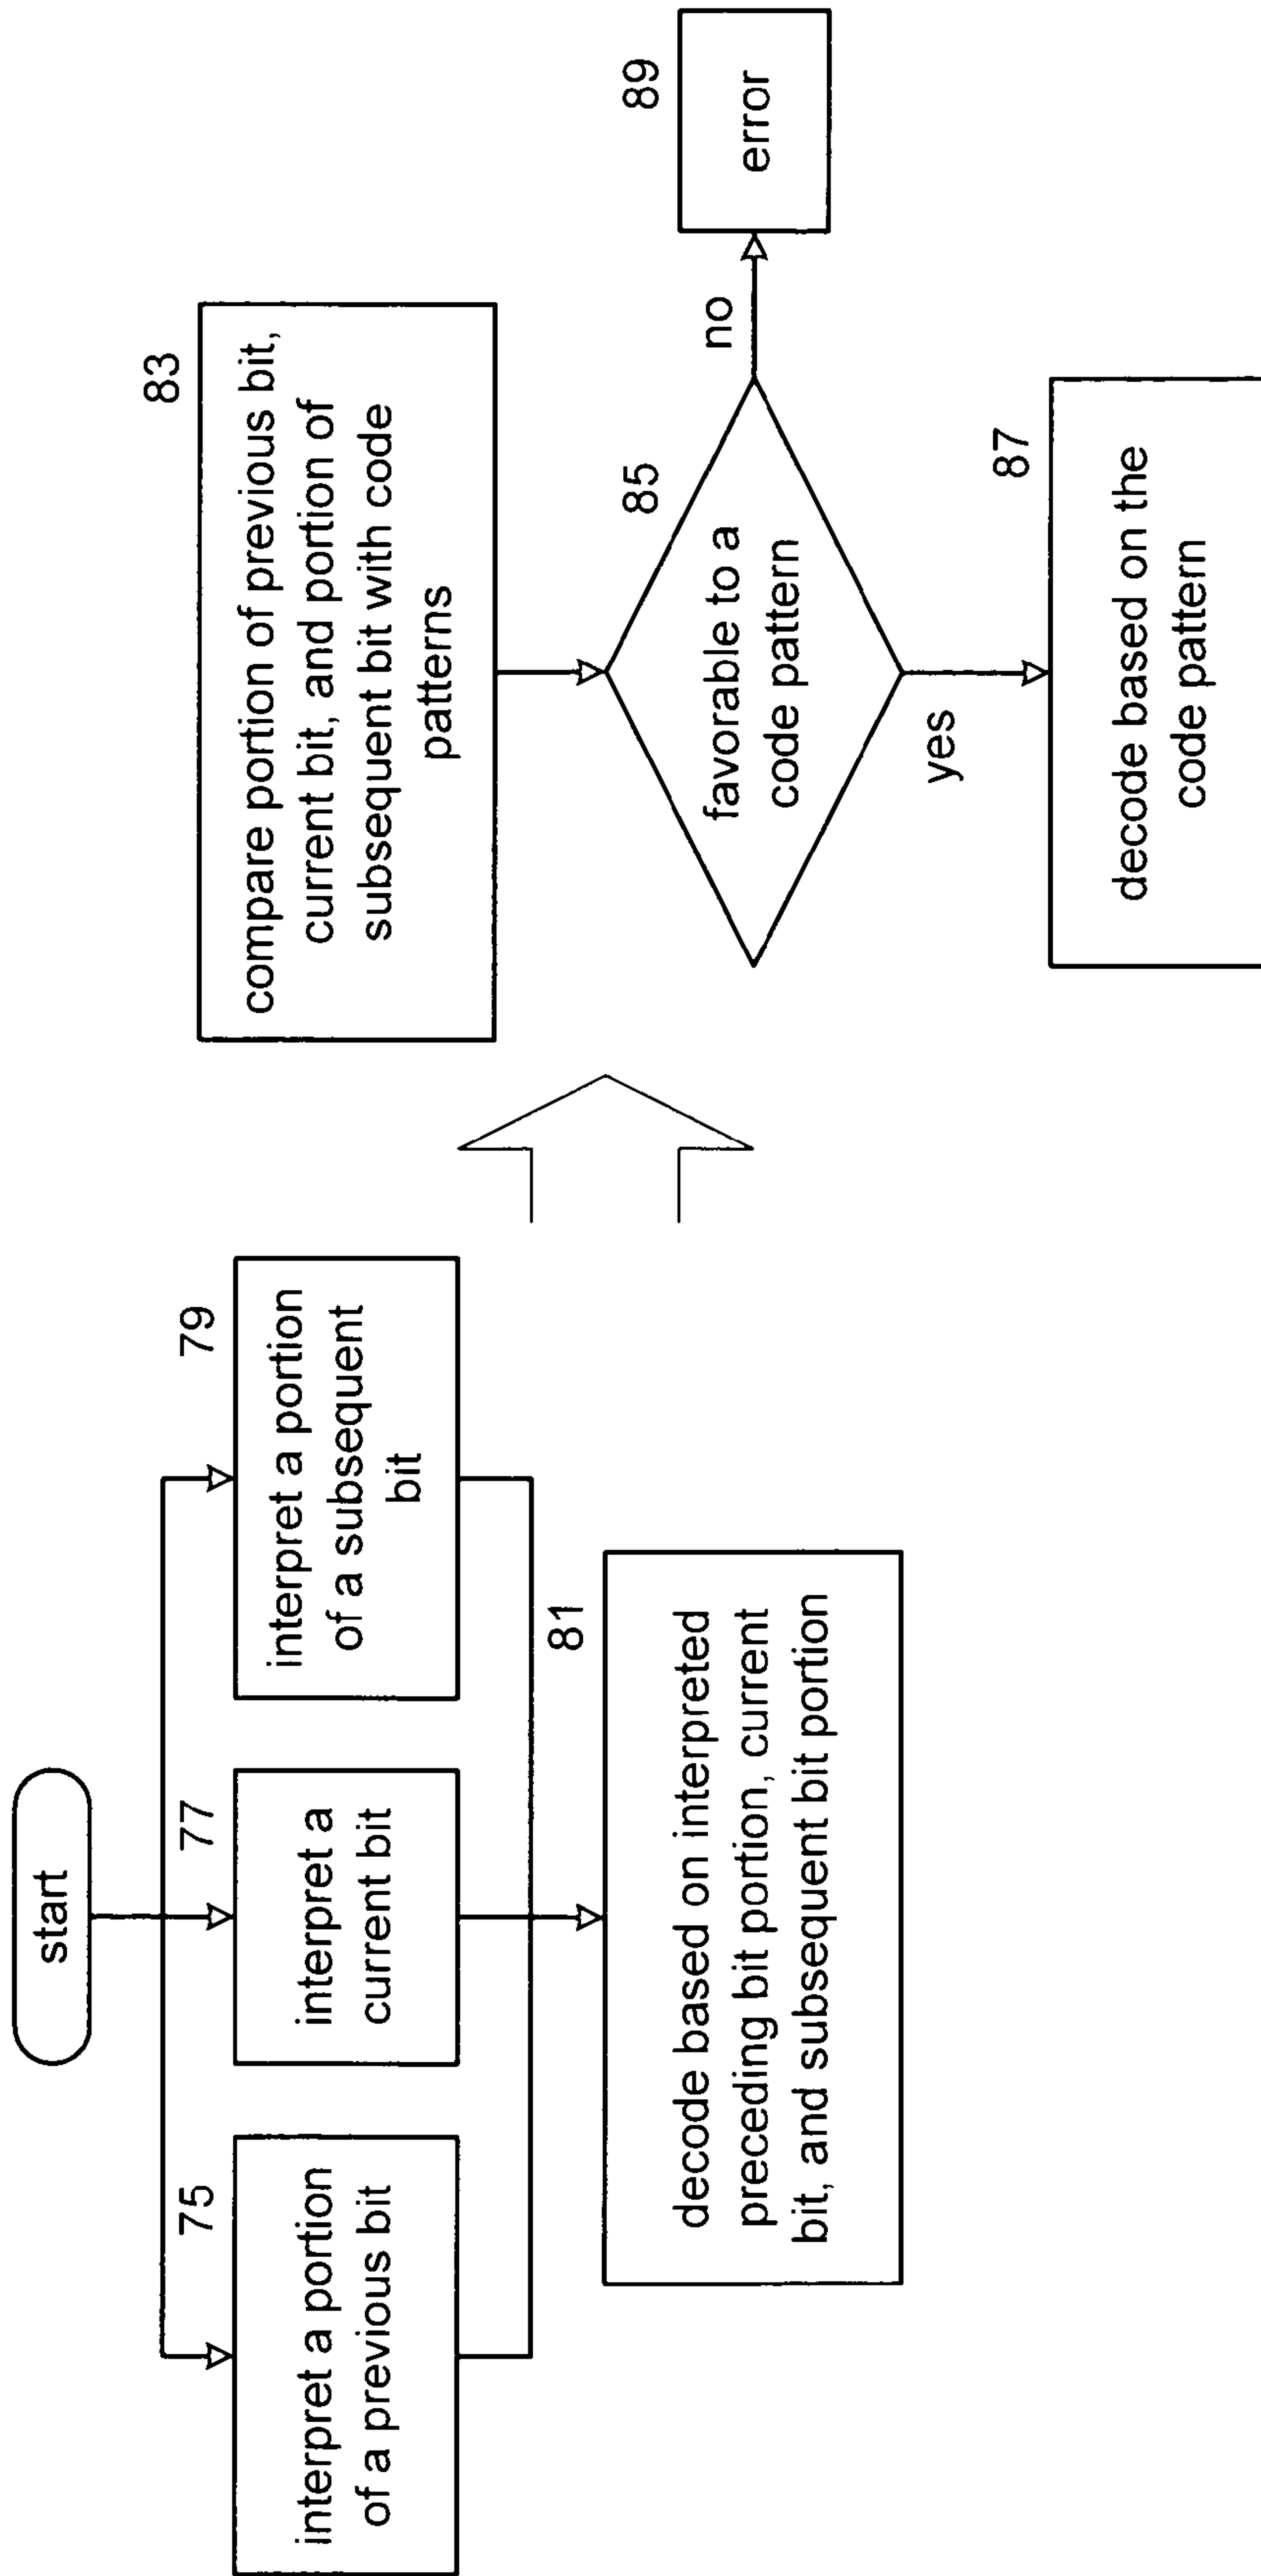 start
75
interpret a portion
of a previous bit
77
interpret a
current bit
79
interpret a portion
of a subsequent
bit
81
decode based on interpreted
preceding bit portion, current
bit, and subsequent bit portion
83
compare portion of previous bit,
current bit, and portion of
subsequent bit with code
patterns
85
favorable to a
code pattern
no
89
error
yes
87
decode based on the
code pattern